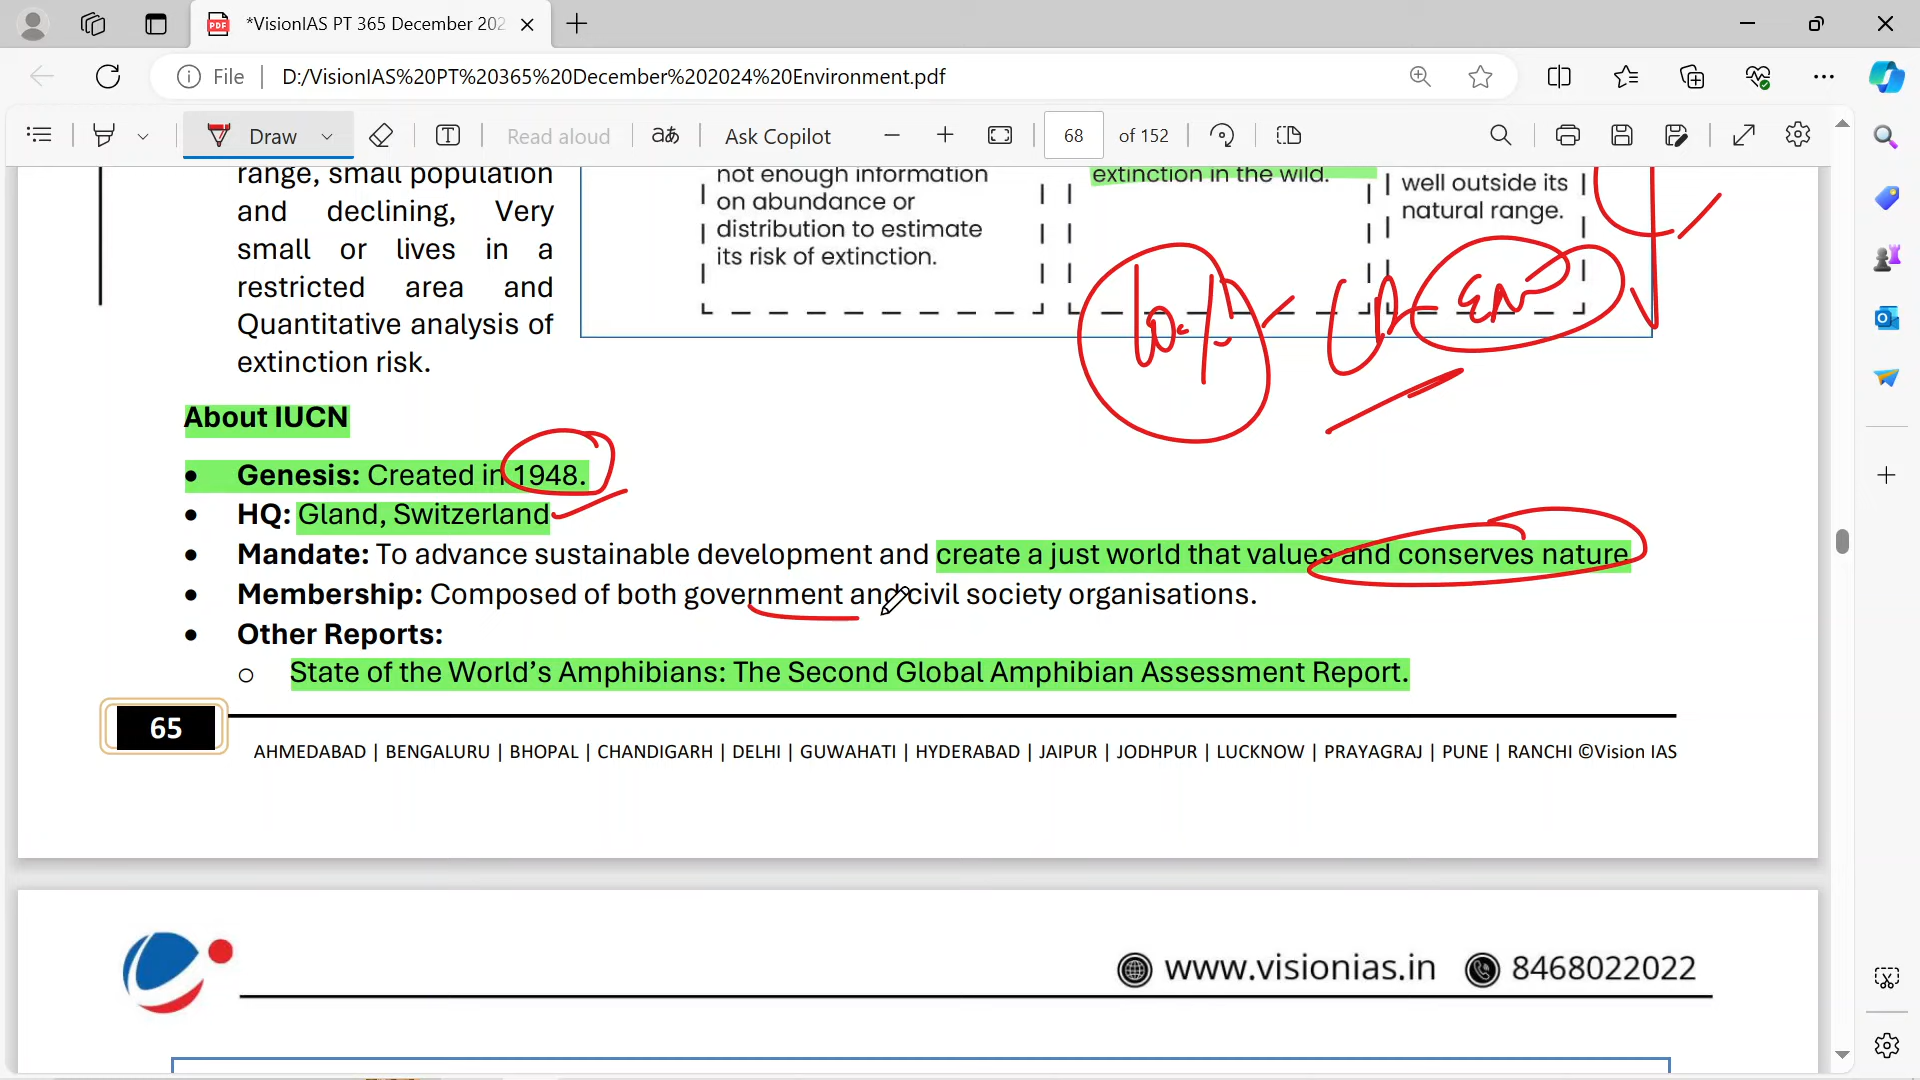 *VisionIAS PT 365 December 202
File
D:/VisionIAS%20PT%20365%20December%202024%20Environment.pdf
Draw
Read aloud
aあ
Ask Copilot
68
of 152
range, small population
and declining, Very
small or lives in a
restricted area and
Quantitative analysis of
extinction risk.
not enough information
on abundance or
distribution to estimate
its risk of extinction.
extinction in the wild.
well outside its
natural range.
EN
About IUCN
• Genesis: Created in 1948.
• HQ: Gland, Switzerland
• Mandate: To advance sustainable development and create a just world that values and conserves nature
• Membership: Composed of both government and civil society organisations.
• Other Reports:
o State of the World’s Amphibians: The Second Global Amphibian Assessment Report.
65
AHMEDABAD | BENGALURU | BHOPAL | CHANDIGARH | DELHI | GUWAHATI | HYDERABAD | JAIPUR | JODHPUR | LUCKNOW | PRAYAGRAJ | PUNE | RANCHI ©Vision IAS
www.visionias.in
8468022022